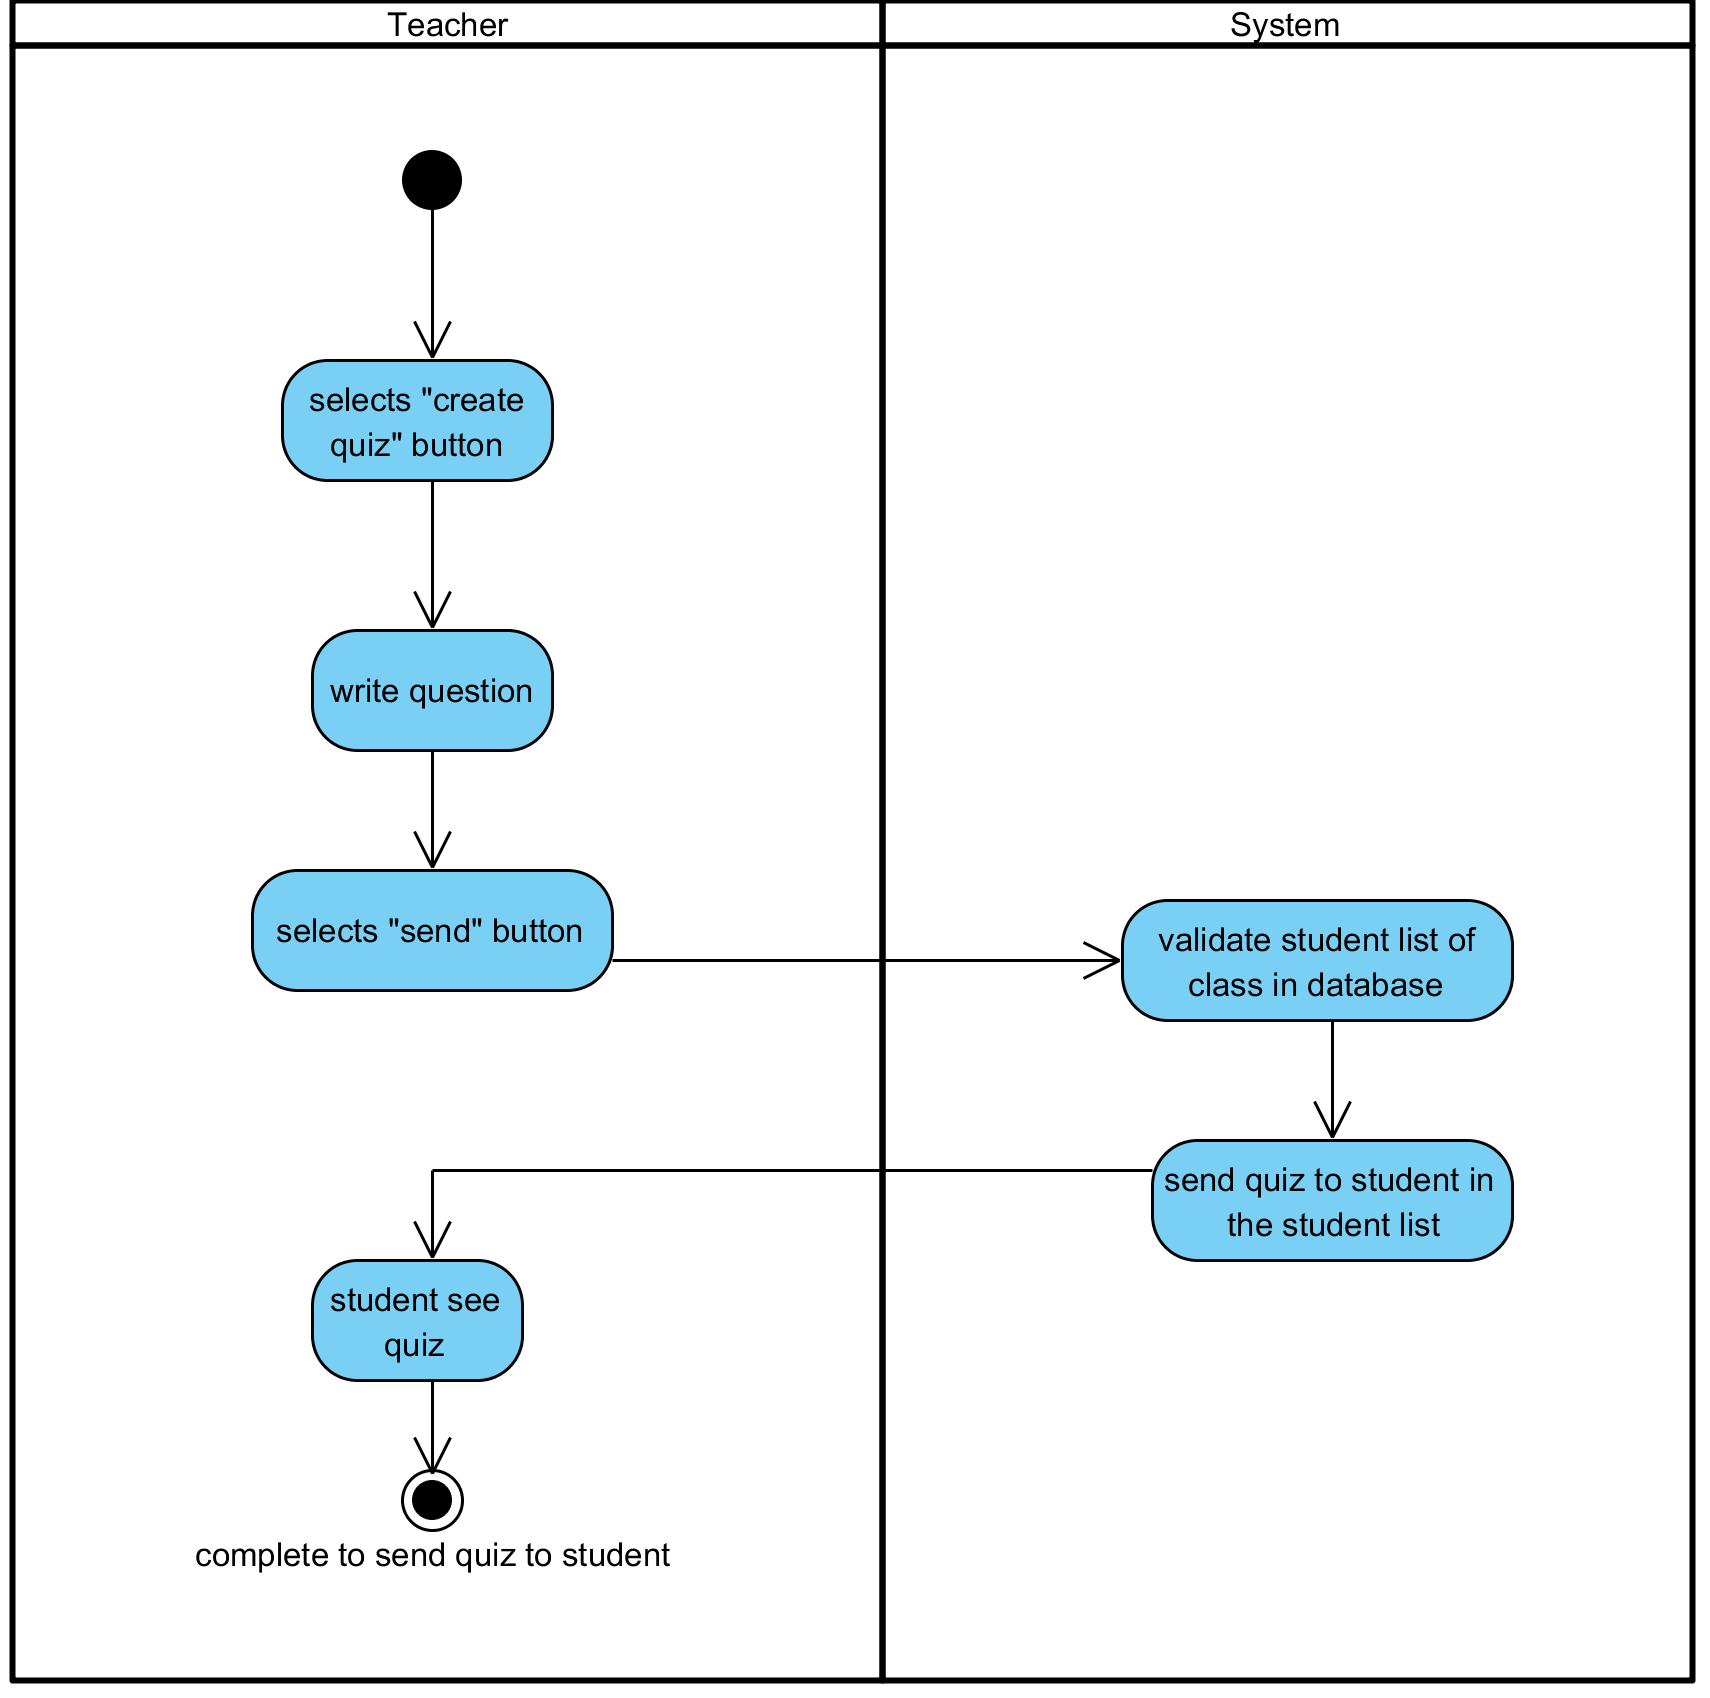 Teacher
System
selects "create
quiz" button
write question
selects "send" button
validate student list of
class in database
send quiz to student in
the student list
student see
quiz
complete to send quiz to student